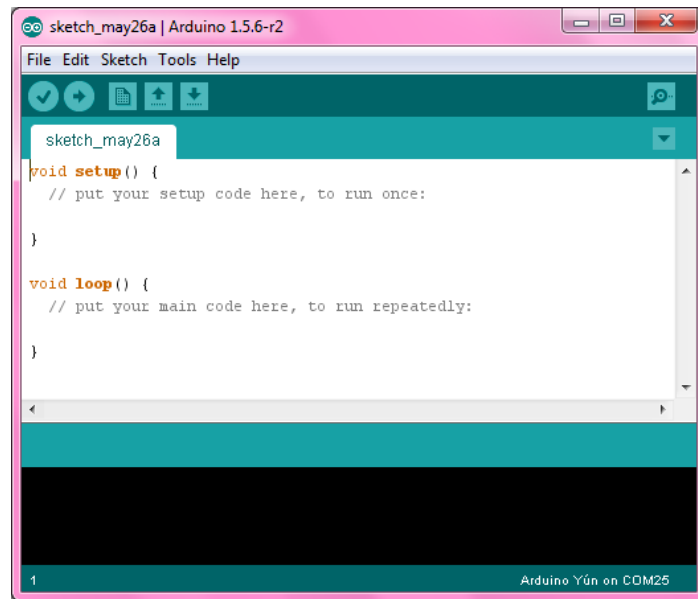 sketch_may26a | Arduino 1.5.6-r2
File Edit Sketch Tools Help
sketch_may26a
void setup() {
  // put your setup code here, to run once:
}
void loop() {
  // put your main code here, to run repeatedly:
}
1 Arduino Yún on COM25